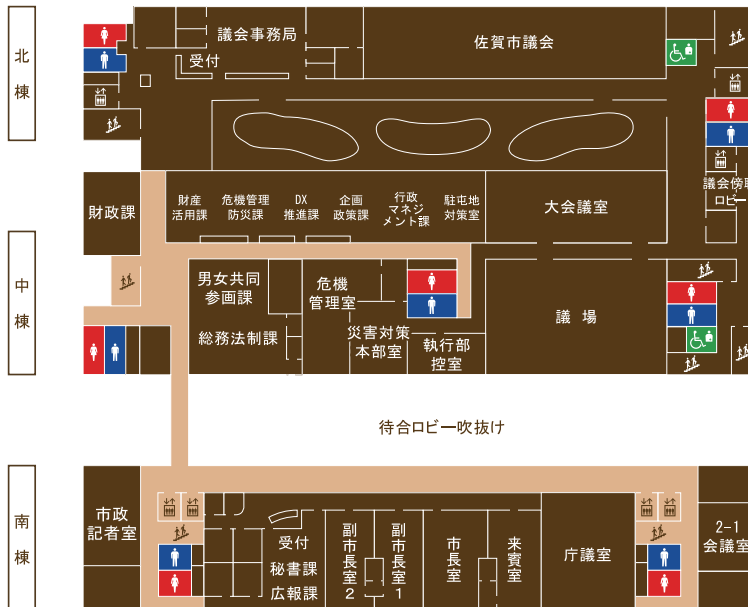 北棟
議会事務局
受付
佐賀市議会
議会傍聴
ロビー
中棟
財政課
財産
活用課
危機管理
防災課
DX
推進課
企画
政策課
行政
マネジ
メント課
駐屯地
対策室
大会議室
男女共同
参画課
総務法制課
危機
管理室
災害対策
本部室
執行部
控室
議場
待合ロビー吹抜け
南棟
市政
記者室
受付
秘書課
広報課
副市長室2
副市長室1
市長室
来賓室
庁議室
2-1
会議室